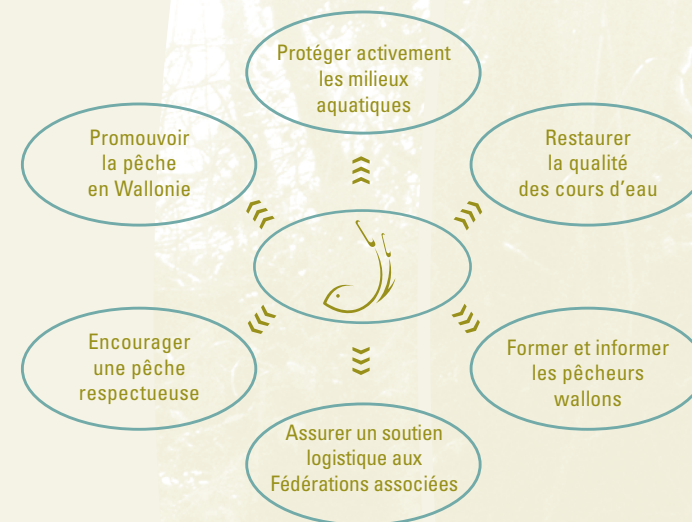 Protéger activement
les milieux
aquatiques
Promouvoir
la pêche
en Wallonie
Restaurer
la qualité
des cours d'eau
Encourager
une pêche
respectueuse
Former et informer
les pêcheurs
wallons
Assurer un soutien
logistique aux
Fédérations associées